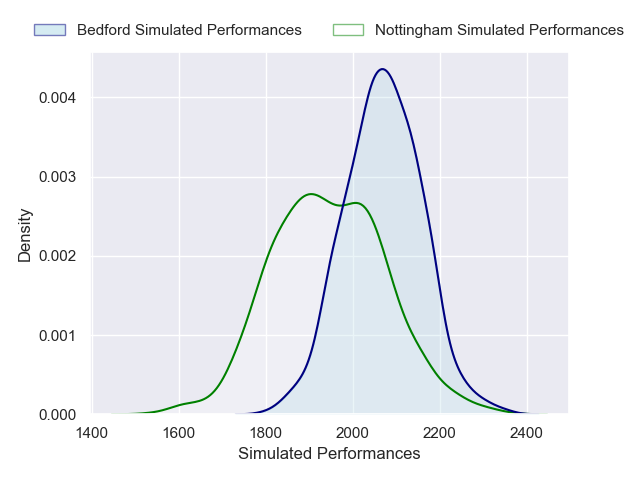 Bedford Simulated Performances
Nottingham Simulated Performances
0.004
0.003
0.002
0.001
0.000
Density
1400 1600 1800 2000 2200 2400
Simulated Performances